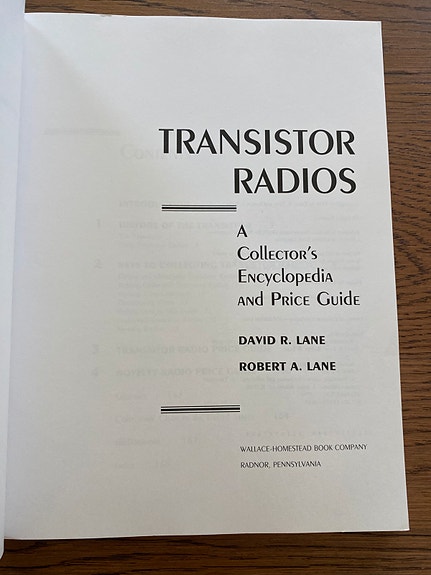 TRANSISTOR
RADIOS
A
Collector's
Encyclopedia
and Price Guide
DAVID R. LANE
ROBERT A. LANE
WALLACE-HOMESTEAD BOOK COMPANY
RADNOR, PENNSYLVANIA